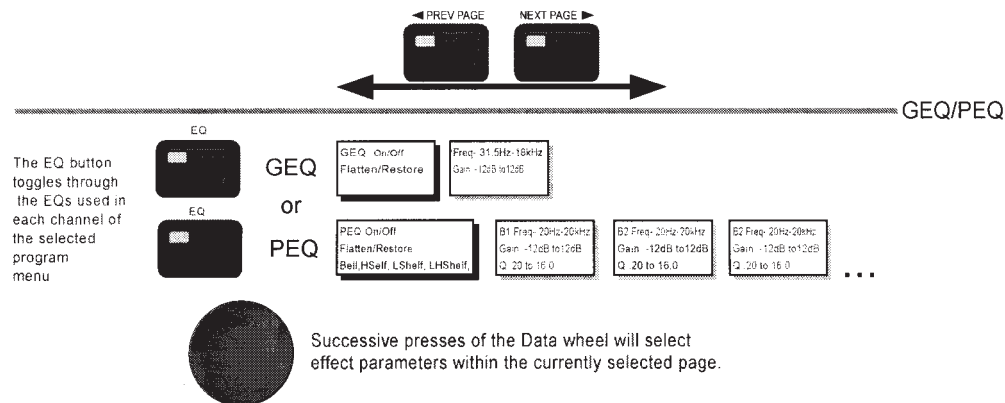 ◄PREV PAGE NEXT PAGE ►
GEQ/PEQ
EQ
The EQ button
toggles through
the EQs used in
each channel of
the selected
program
menu
GEQ
GEQ On/Off
Flatten/Restore
Freq- 31.5Hz-16kHz
Gain -12dB to12dB
or
EQ
PEQ
PEQ On/Off
Flatten/Restore
Bell,HSelf, LShelf, LHShelf,
B1 Freq- 20Hz-20kHz
Gain -12dB to12dB
Q .20 to 16.0
B2 Freq- 20Hz-20kHz
Gain -12dB to12dB
Q .20 to 16.0
B2 Freq- 20Hz-20kHz
Gain -12dB to12dB
Q .20 to 16.0
...
Successive presses of the Data wheel will select
effect parameters within the currently selected page.